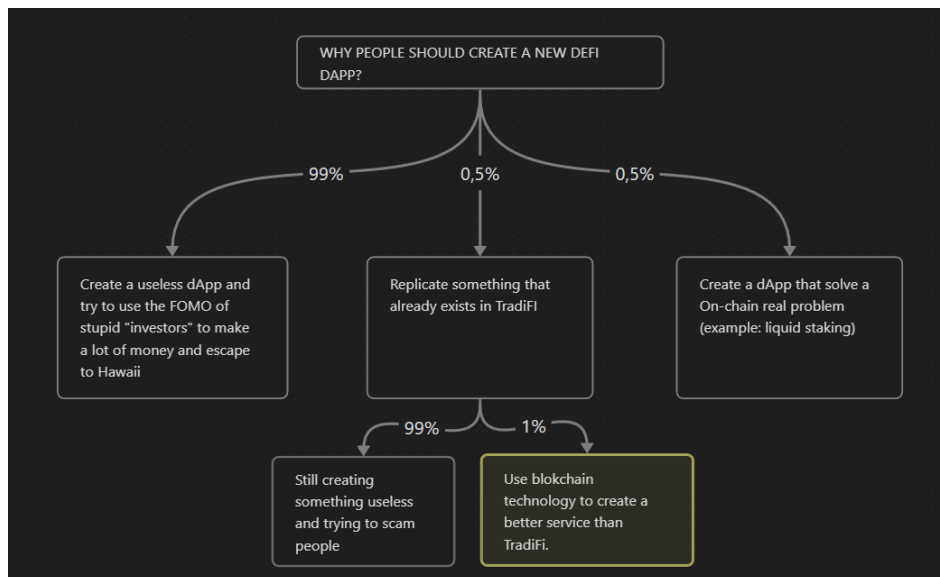 WHY PEOPLE SHOULD CREATE A NEW DEFI
DAPP?
99%
0,5%
0,5%
Create a useless dApp and
try to use the FOMO of
stupid "investors" to make
a lot of money and escape
to Hawaii
Replicate something that
already exists in TradiFI
Create a dApp that solve a
On-chain real problem
(example: liquid staking)
99%
1%
Still creating
something useless
and trying to scam
people
Use blokchain
technology to create a
better service than
TradiFi.